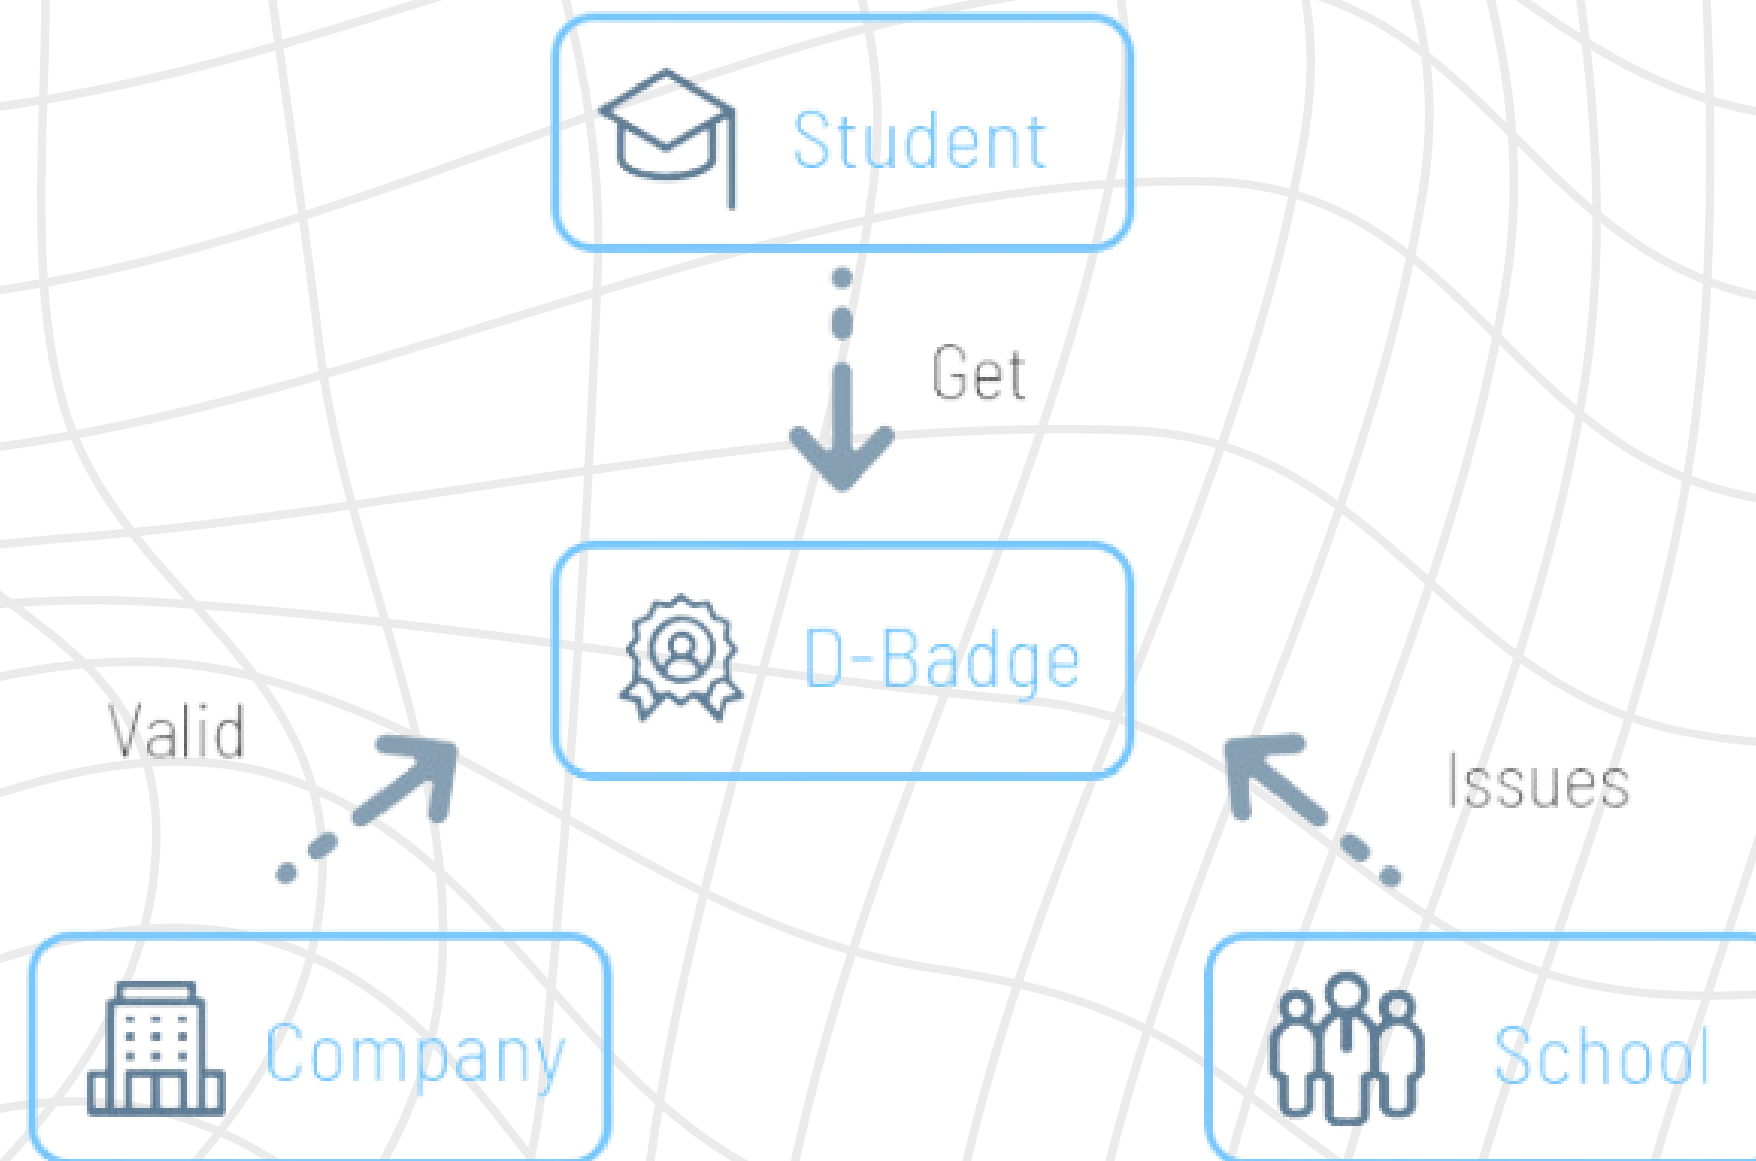 Student
Get
D-Badge
Valid
Issues
Company
School